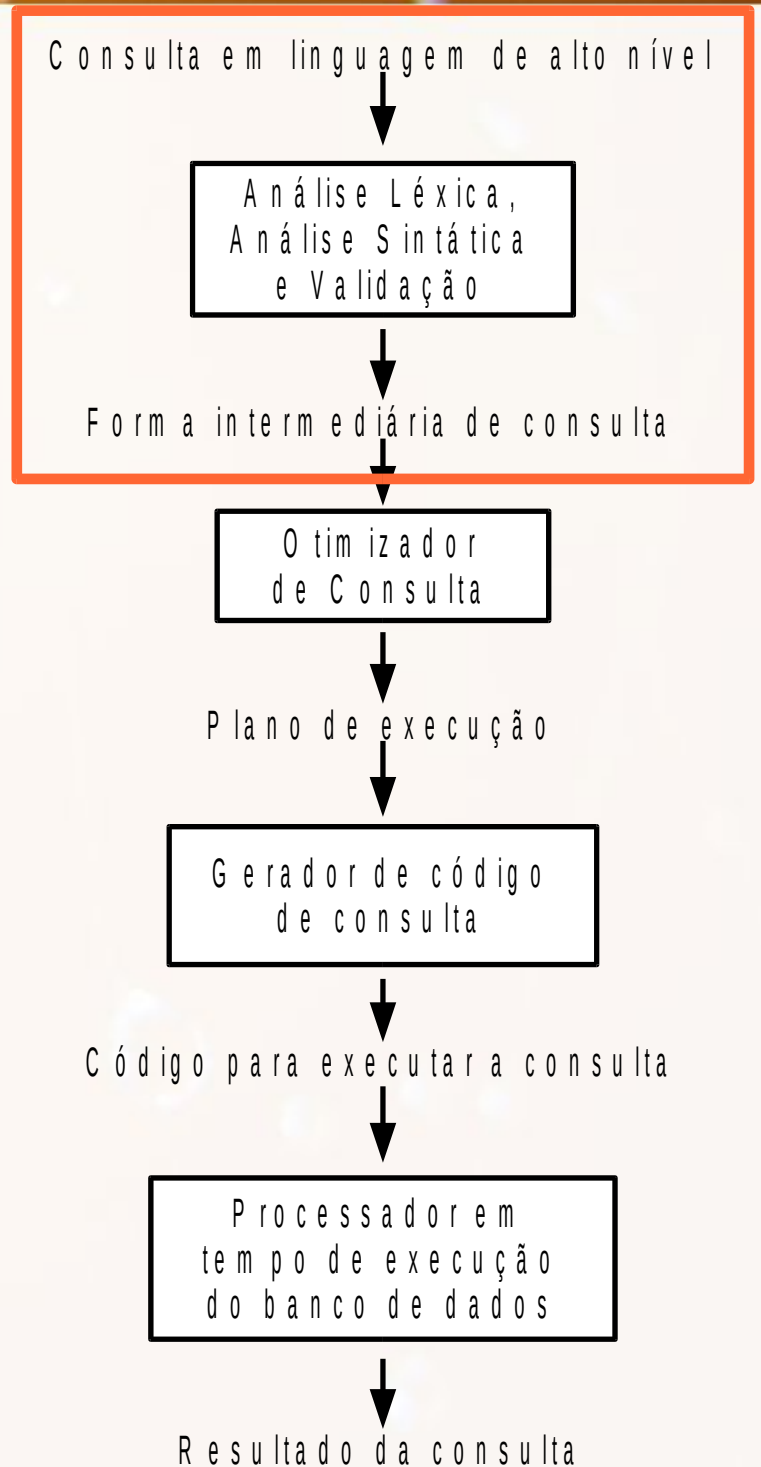 Consulta em linguagem de alto nível
Análise Léxica,
Análise Sintática
e Validação
Forma intermediária de consulta
Otimizador
de Consulta
Plano de execução
Gerador de código
de consulta
Código para executar a consulta
Processador em
tempo de execução
do banco de dados
Resultado da consulta